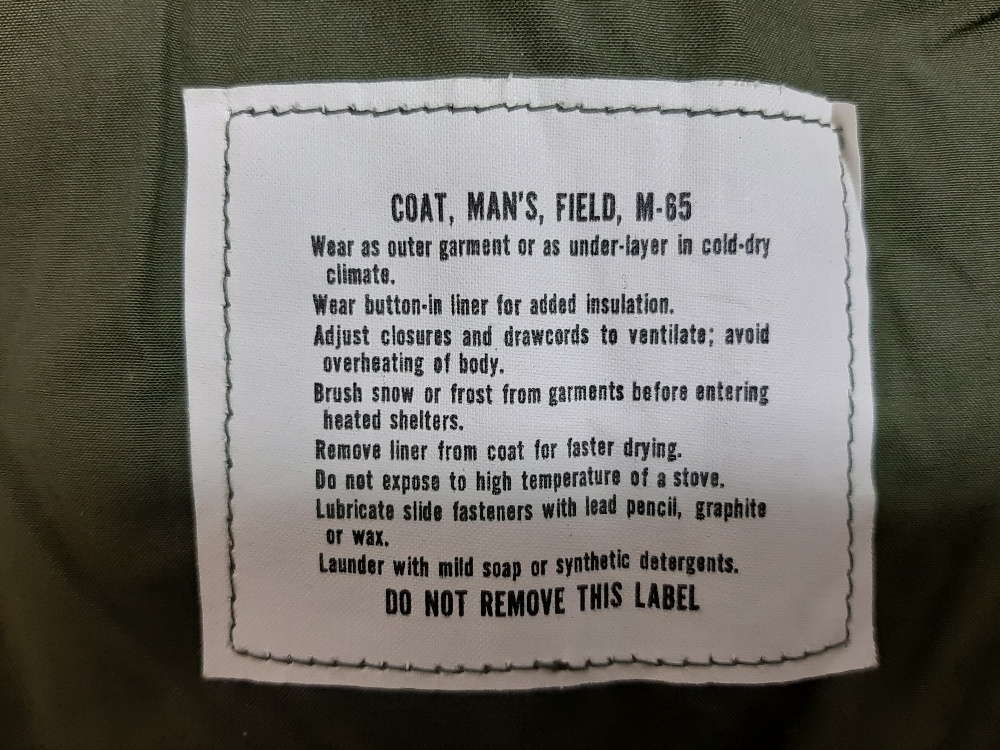 COAT, MAN'S, FIELD, M-65
Wear as outer garment or as under-layer in cold-dry
climate.
Wear button-in liner for added insulation.
Adjust closures and drawcords to ventilate; avoid
overheating of body.
Brush snow or frost from garments before entering
heated shelters.
Remove liner from coat for faster drying.
Do not expose to high temperature of a stove.
Lubricate slide fasteners with lead pencil, graphite
or wax.
Launder with mild soap or synthetic detergents.
DO NOT REMOVE THIS LABEL